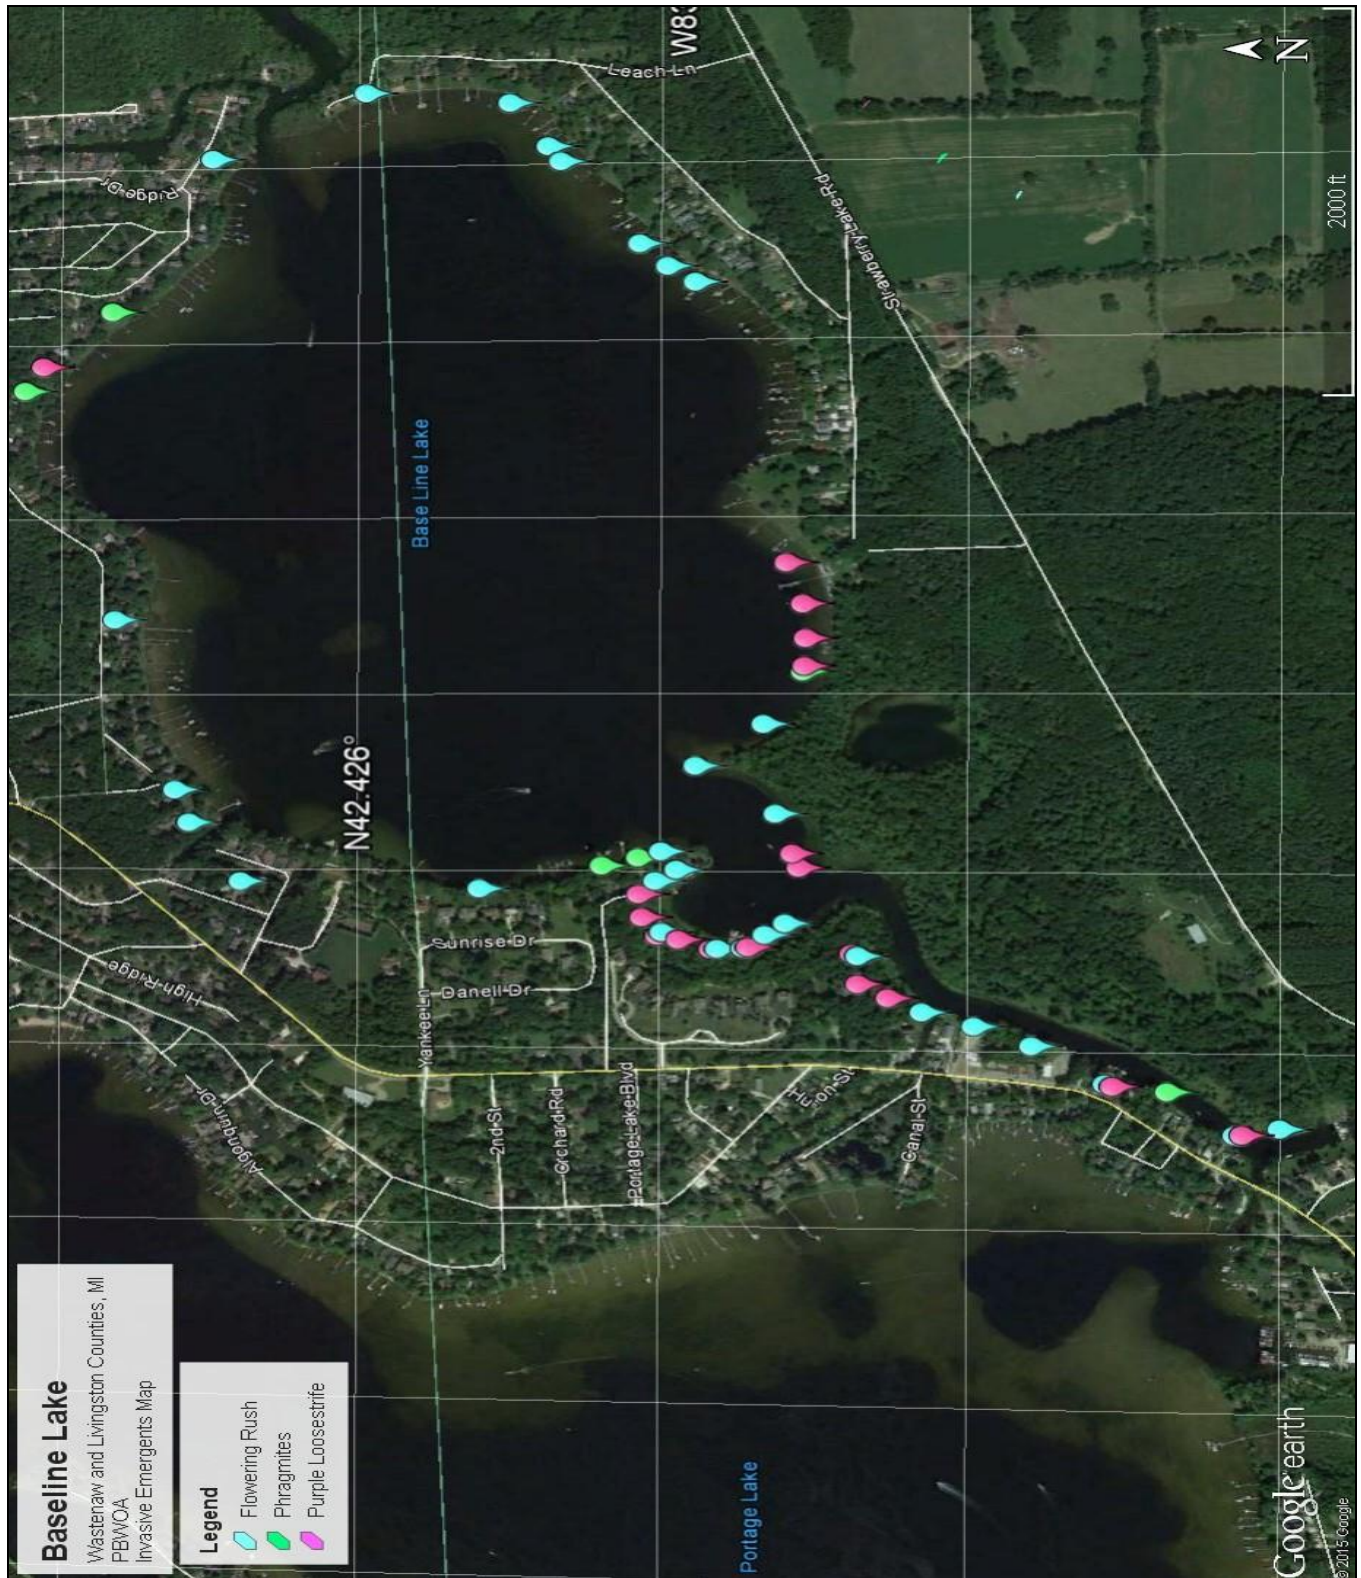 Baseline Lake
Wastenaw and Livingston Counties, MI
PBWOA
Invasive Emergents Map
Legend
Flowering Rush
Phragmites
Purple Loosestrife
Leach Ln
W83
N
Ridge Dr
Strawberry Lake Rd
2000 ft
Base Line Lake
N42.426°
High Ridge
Sunrise Dr
Danell Dr
Yankee Ln
Algonquin Dr
2nd St
Orchard Rd
Portage Lake Blvd
Huron St
Canal St
Portage Lake
Google earth
© 2015 Google